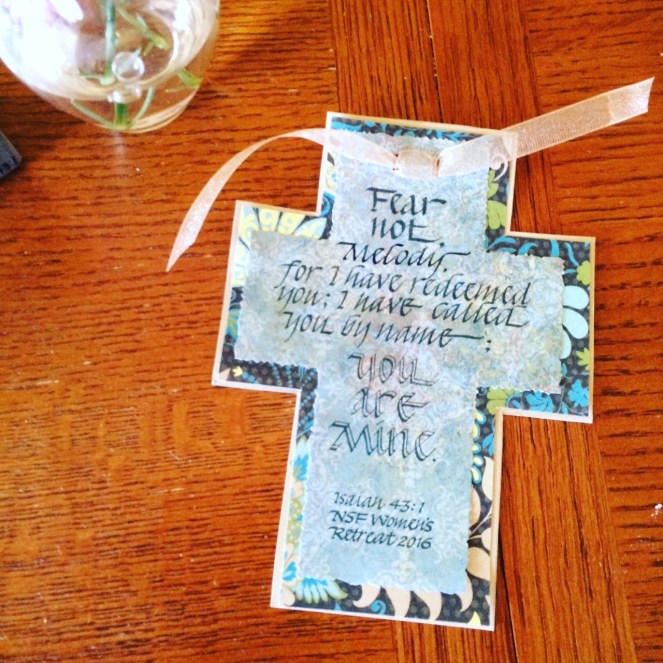 Fear
not,
Melody,
for I have redeemed
you; I have called
you by name;
you
are
Mine.
Isaiah 43:1
NSF Women's
Retreat 2016